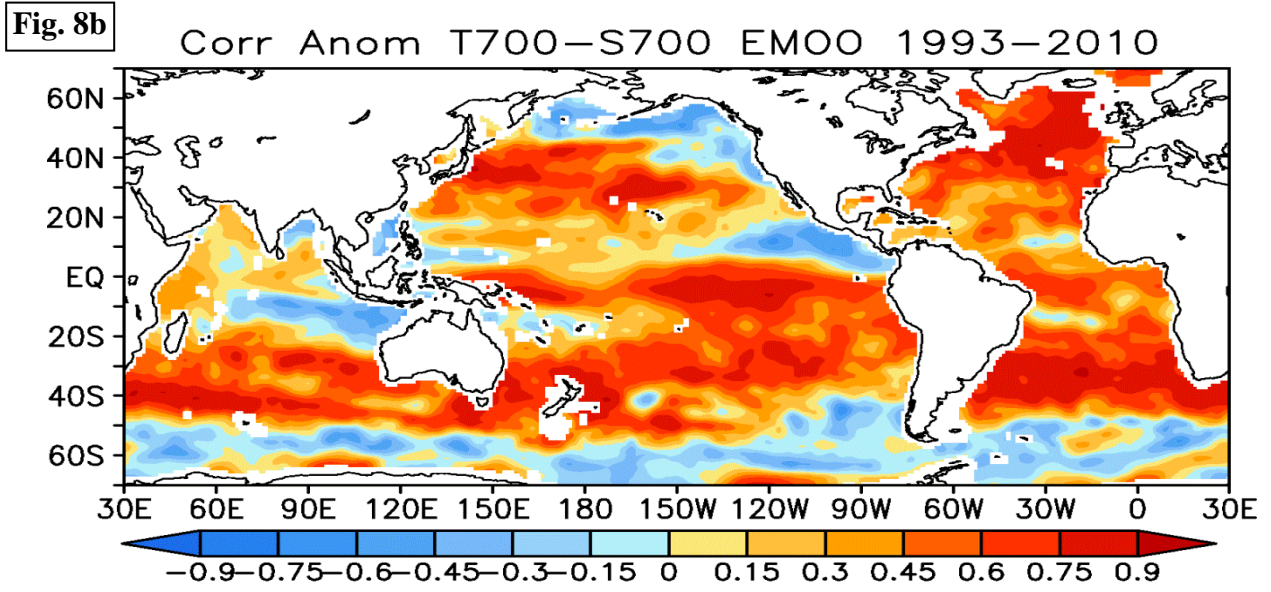 Fig. 8b
Corr Anom T700-S700 EMOO 1993-2010
60N
40N
20N
EQ
20S
40S
60S
30E 60E 90E 120E 150E 180 150W 120W 90W 60W 30W 0 30E
-0.9 -0.75 -0.6 -0.45 -0.3 -0.15 0 0.15 0.3 0.45 0.6 0.75 0.9